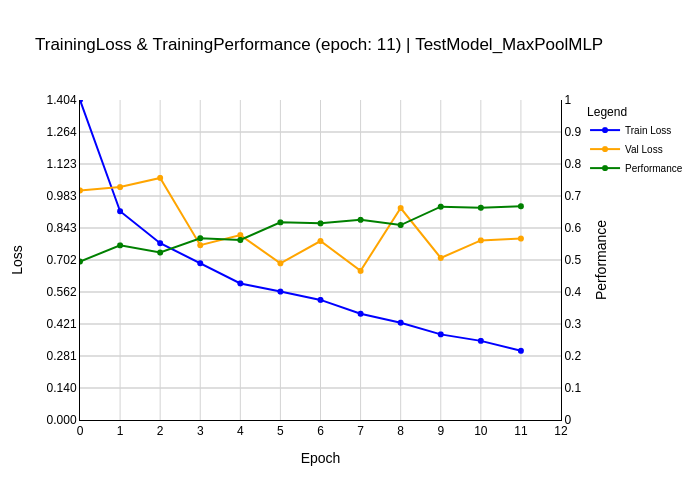 TrainingLoss & TrainingPerformance (epoch: 11) | TestModel_MaxPoolMLP
Legend
Train Loss
Val Loss
Performance
1.404
1.264
1.123
0.983
0.843
0.702
0.562
0.421
0.281
0.140
0.000
Loss
1
0.9
0.8
0.7
0.6
0.5
0.4
0.3
0.2
0.1
0
Performance
0 1 2 3 4 5 6 7 8 9 10 11 12
Epoch